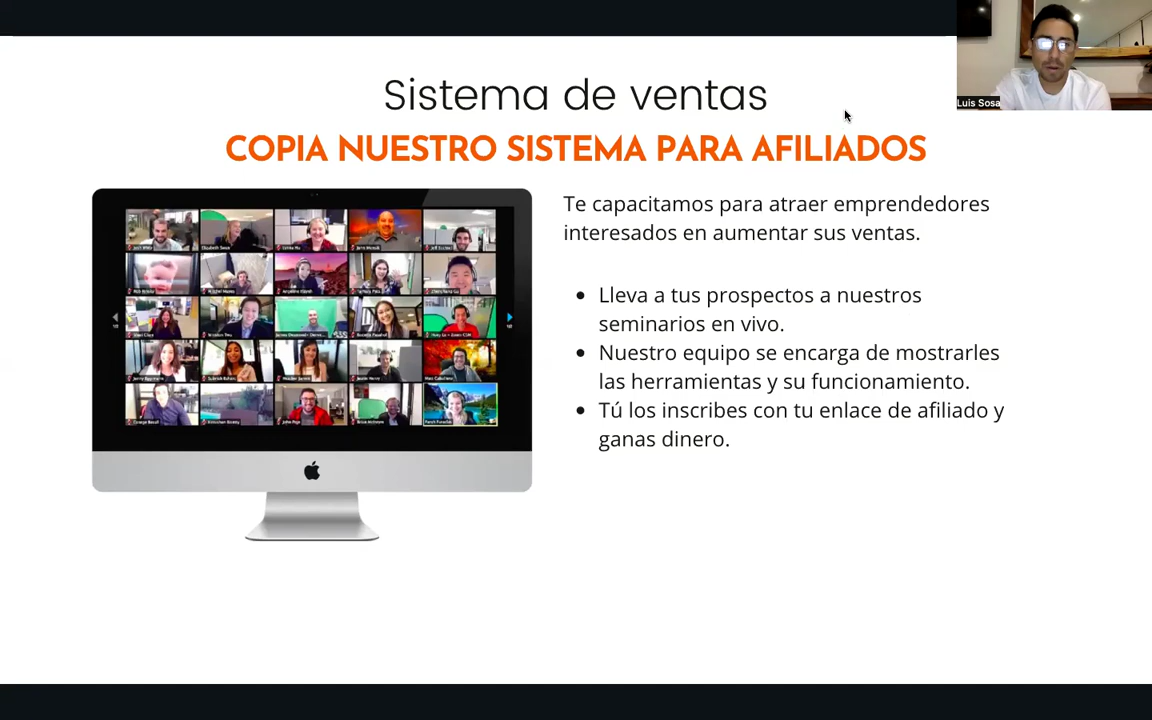 Luis Sosa
Sistema de ventas
COPIA NUESTRO SISTEMA PARA AFILIADOS
Te capacitamos para atraer emprendedores
interesados en aumentar sus ventas.
• Lleva a tus prospectos a nuestros
seminarios en vivo.
• Nuestro equipo se encarga de mostrarles
las herramientas y su funcionamiento.
• Tú los inscribes con tu enlace de afiliado y
ganas dinero.